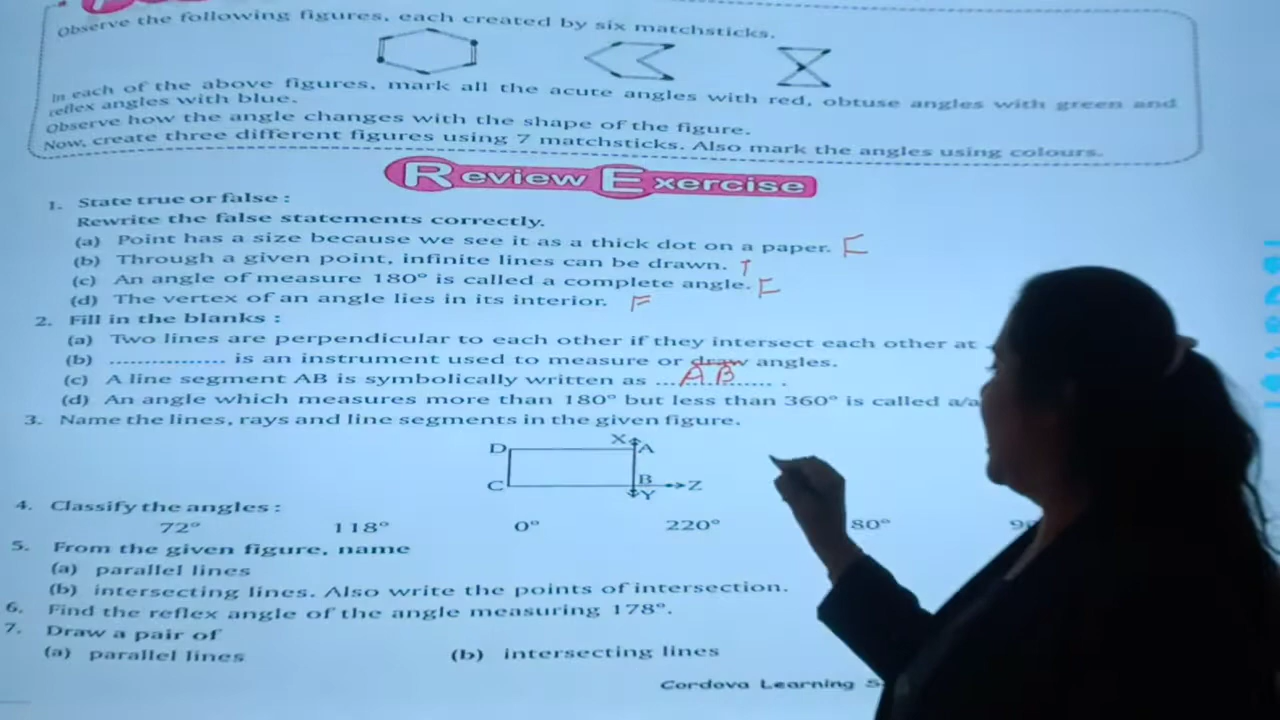 Observe the following figures, each created by six matchsticks.
In each of the above figures, mark all the acute angles with red, obtuse angles with green and
reflex angles with blue.
Observe how the angle changes with the shape of the figure.
Now, create three different figures using 7 matchsticks. Also mark the angles using colours.
Review Exercise
1. State true or false :
Rewrite the false statements correctly.
(a) Point has a size because we see it as a thick dot on a paper. F
(b) Through a given point, infinite lines can be drawn. T
(c) An angle of measure 180° is called a complete angle. F
(d) The vertex of an angle lies in its interior. F
2. Fill in the blanks :
(a) Two lines are perpendicular to each other if they intersect each other at
(b) ................ is an instrument used to measure or draw angles.
(c) A line segment AB is symbolically written as ... AB ....... .
(d) An angle which measures more than 180° but less than 360° is called a/a
3. Name the lines, rays and line segments in the given figure.
D X A
C B Y Z
4. Classify the angles :
72° 118° 0° 220° 80° 9
5. From the given figure, name
(a) parallel lines
(b) intersecting lines. Also write the points of intersection.
6. Find the reflex angle of the angle measuring 178°.
7. Draw a pair of
(a) parallel lines (b) intersecting lines
Cordova Learning S